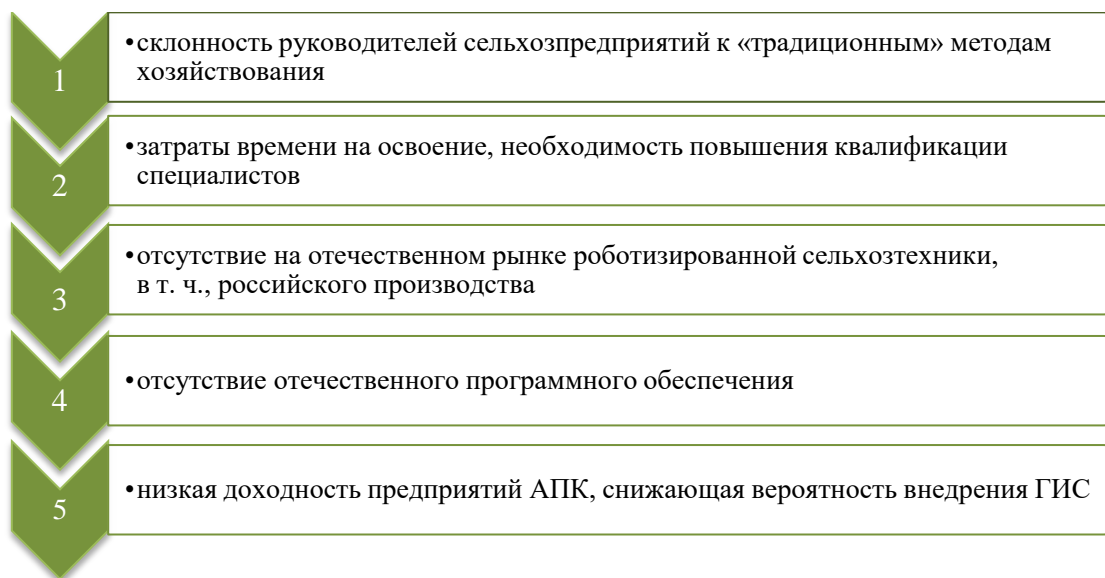 1
•склонность руководителей сельхозпредприятий к «традиционным» методам
хозяйствования
2
•затраты времени на освоение, необходимость повышения квалификации
специалистов
3
•отсутствие на отечественном рынке роботизированной сельхозтехники,
в т. ч., российского производства
4
•отсутствие отечественного программного обеспечения
5
•низкая доходность предприятий АПК, снижающая вероятность внедрения ГИС